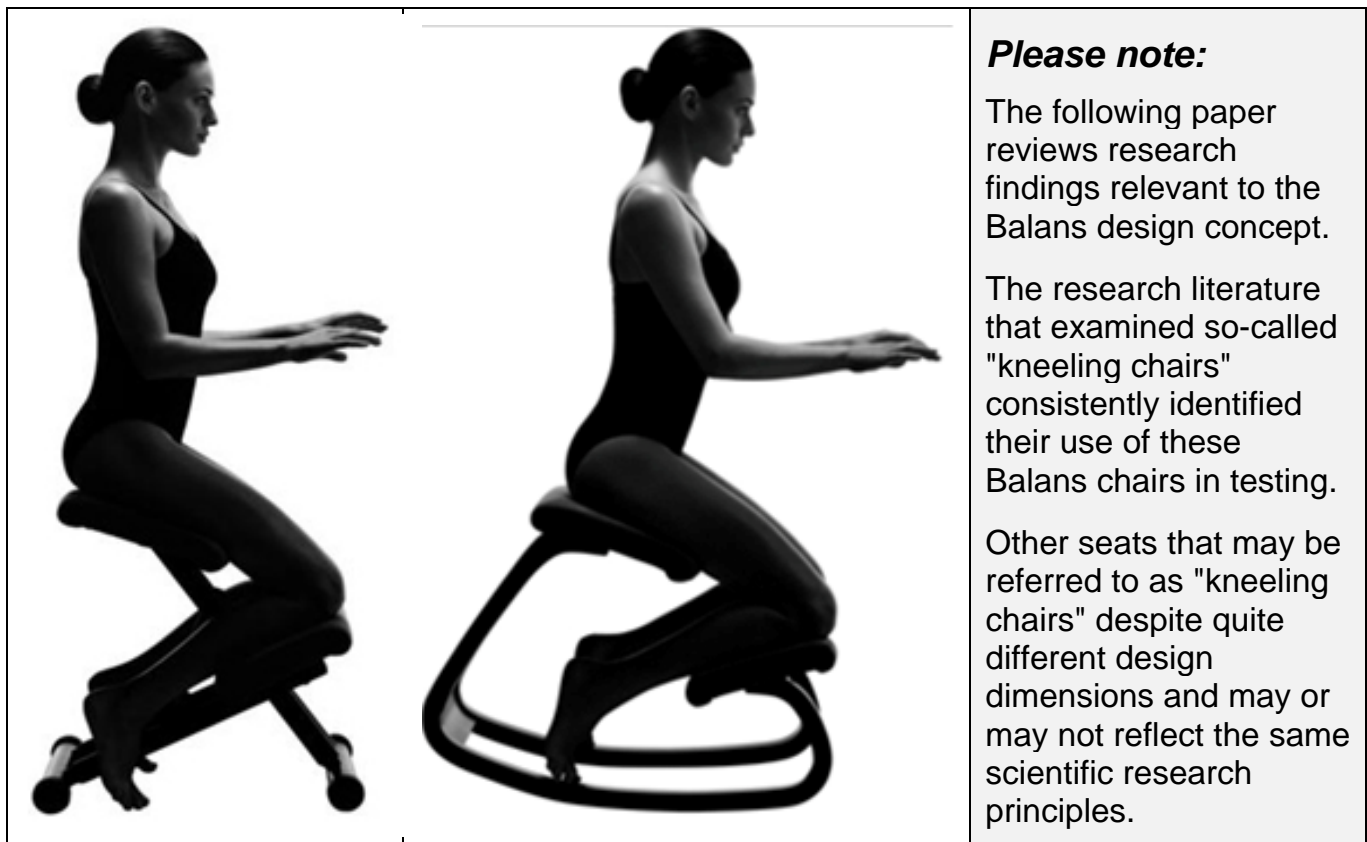 Please note:
The following paper
reviews research
findings relevant to the
Balans design concept.
The research literature
that examined so-called
"kneeling chairs"
consistently identified
their use of these
Balans chairs in testing.
Other seats that may be
referred to as "kneeling
chairs" despite quite
different design
dimensions and may or
may not reflect the same
scientific research
principles.